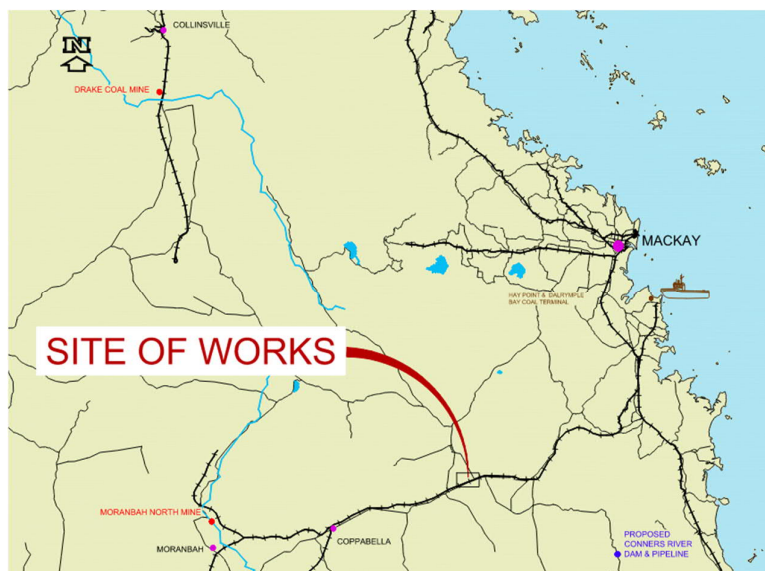 COLLINSVILLE
N
DRAKE COAL MINE
MACKAY
HAY POINT & DALRYMPLE
BAY COAL TERMINAL
SITE OF WORKS
MORANBAH NORTH MINE
MORANBAH
COPPABELLA
PROPOSED
CONNERS RIVER
DAM & PIPELINE